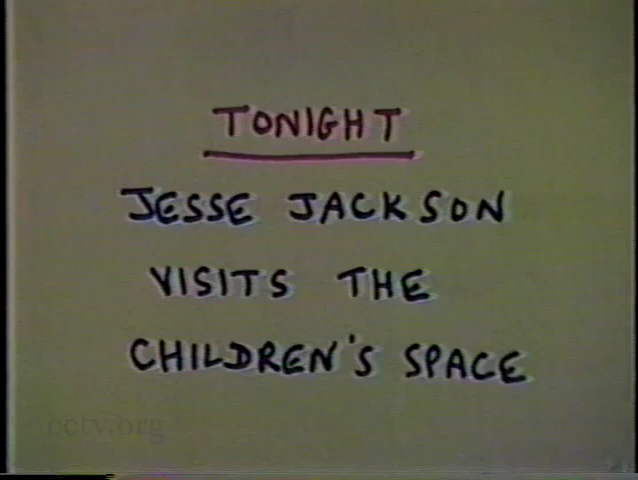 TONIGHT
JESSE JACKSON
VISITS THE
CHILDREN'S SPACE
cctv.org